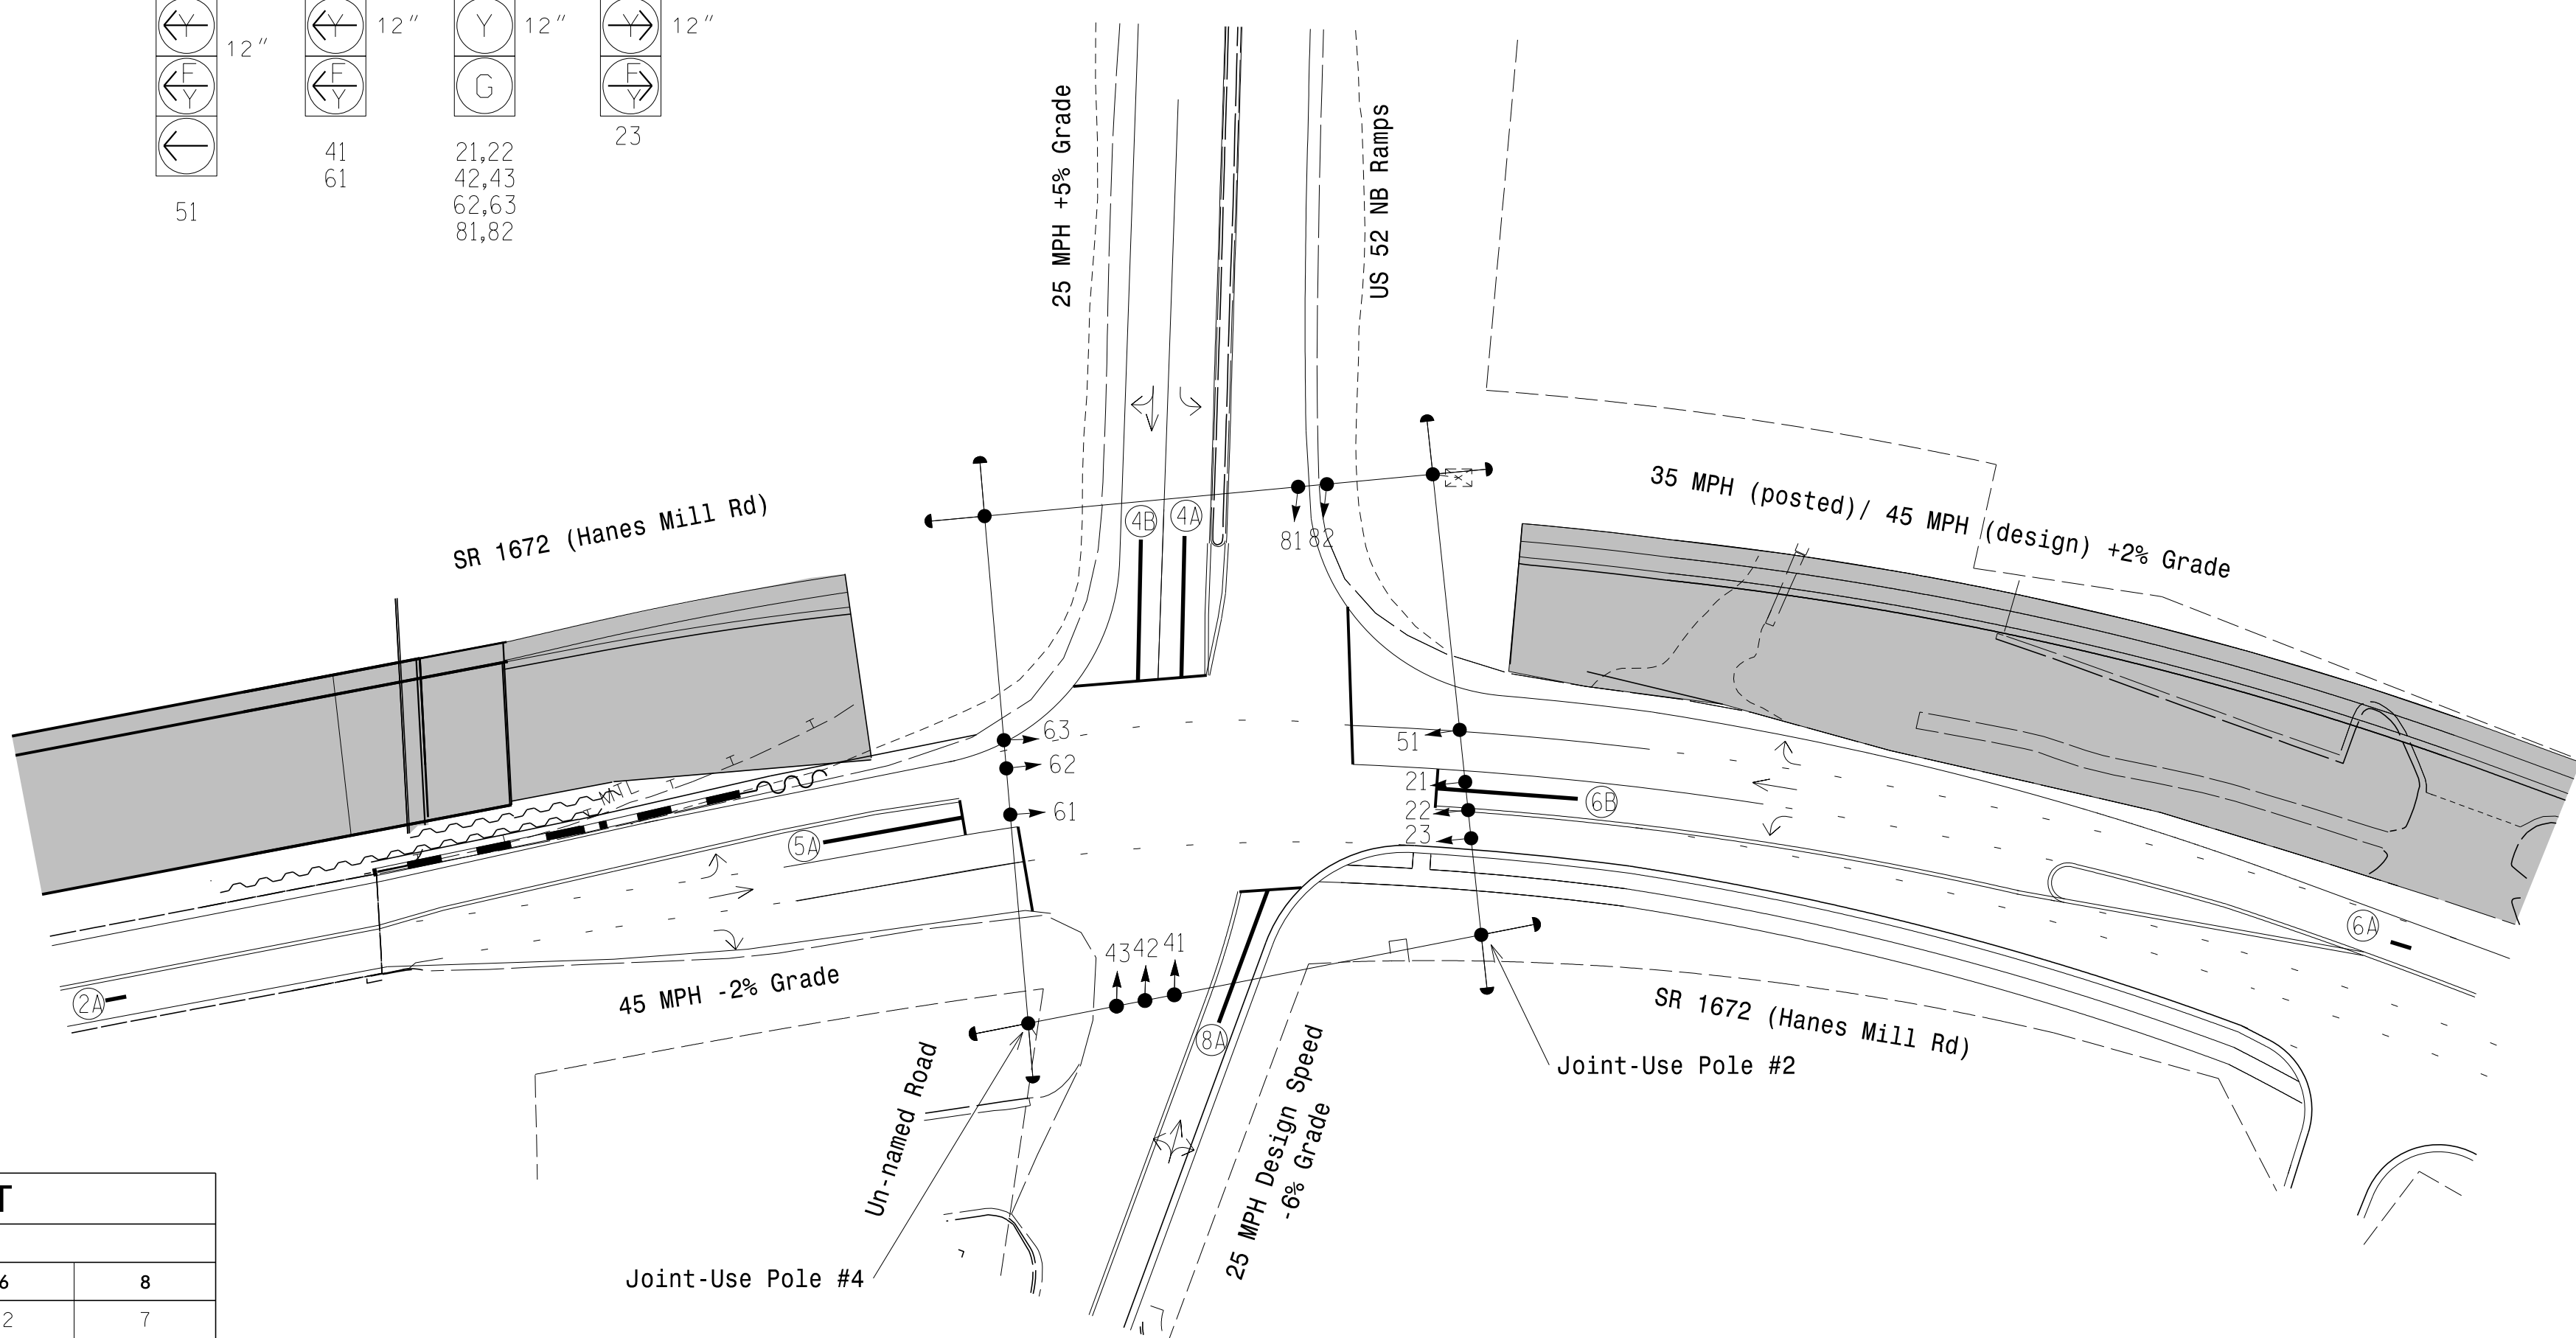 Y
12"
F
Y
51
Y
12"
F
Y
41
61
Y
12"
G
21,22
42,43
62,63
81,82
Y
12"
F
Y
23
25 MPH +5% Grade
US 52 NB Ramps
SR 1672 (Hanes Mill Rd)
35 MPH (posted)/ 45 MPH (design) +2% Grade
4B
4A
81
82
63
62
61
51
21
22
23
6B
5A
6A
2A
MTL
45 MPH -2% Grade
43
42
41
8A
SR 1672 (Hanes Mill Rd)
Joint-Use Pole #2
Un-named Road
25 MPH Design Speed
-6% Grade
Joint-Use Pole #4
T
6
8
2
7